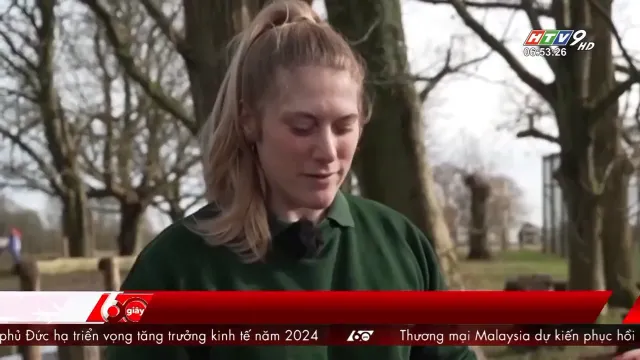 HTV9 HD
06:53:26
60 giây
phủ Đức hạ triển vọng tăng trưởng kinh tế năm 2024 60 Thương mại Malaysia dự kiến phục hồi